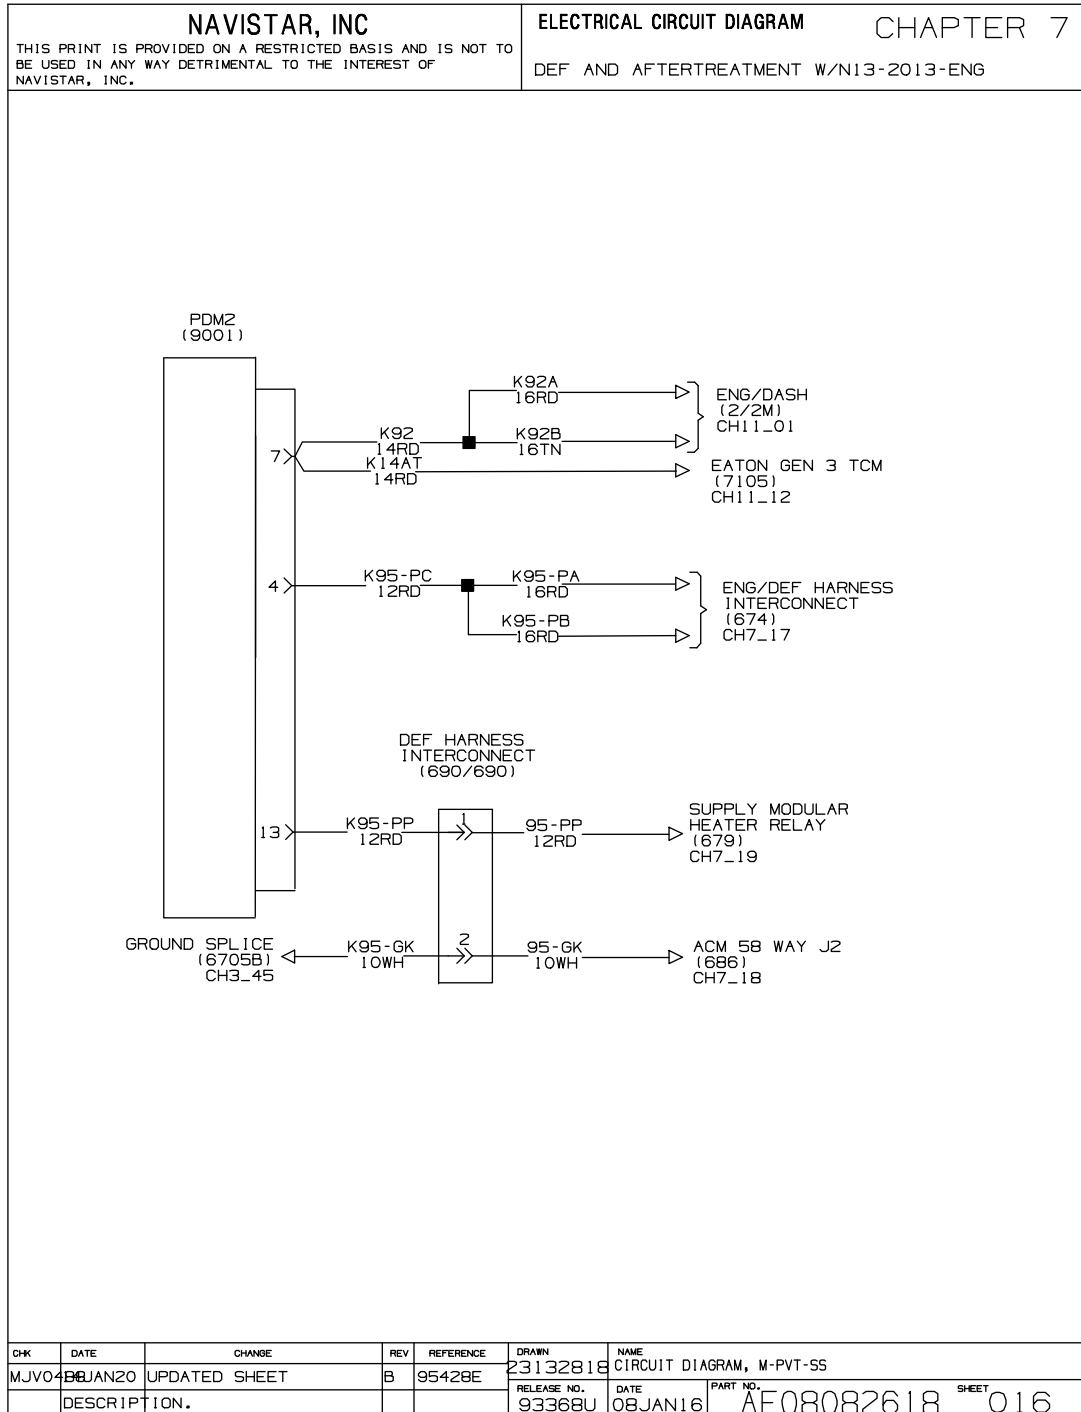 NAVISTAR, INC
THIS PRINT IS PROVIDED ON A RESTRICTED BASIS AND IS NOT TO
BE USED IN ANY WAY DETRIMENTAL TO THE INTEREST OF
NAVISTAR, INC.
ELECTRICAL CIRCUIT DIAGRAM
CHAPTER 7
DEF AND AFTERTREATMENT W/N13-2013-ENG
PDM2
(9001)
7
K92
14RD
K14AT
14RD
K92A
16RD
K92B
16TN
ENG/DASH
(2/2M)
CH11_01
EATON GEN 3 TCM
(7105)
CH11_12
4
K95-PC
12RD
K95-PA
16RD
K95-PB
16RD
ENG/DEF HARNESS
INTERCONNECT
(674)
CH7_17
DEF HARNESS
INTERCONNECT
(690/690)
13
K95-PP
12RD
1
95-PP
12RD
SUPPLY MODULAR
HEATER RELAY
(679)
CH7_19
GROUND SPLICE
(6705B)
CH3_45
K95-GK
10WH
2
95-GK
10WH
ACM 58 WAY J2
(686)
CH7_18
CHK DATE CHANGE REV REFERENCE
UPDATED SHEET B 95428E
DESCRIPTION.
DRAWN
23132818
NAME
CIRCUIT DIAGRAM, M-PVT-SS
RELEASE NO.
93368U
DATE
08JAN16
PART NO.
AF08082618
SHEET
016